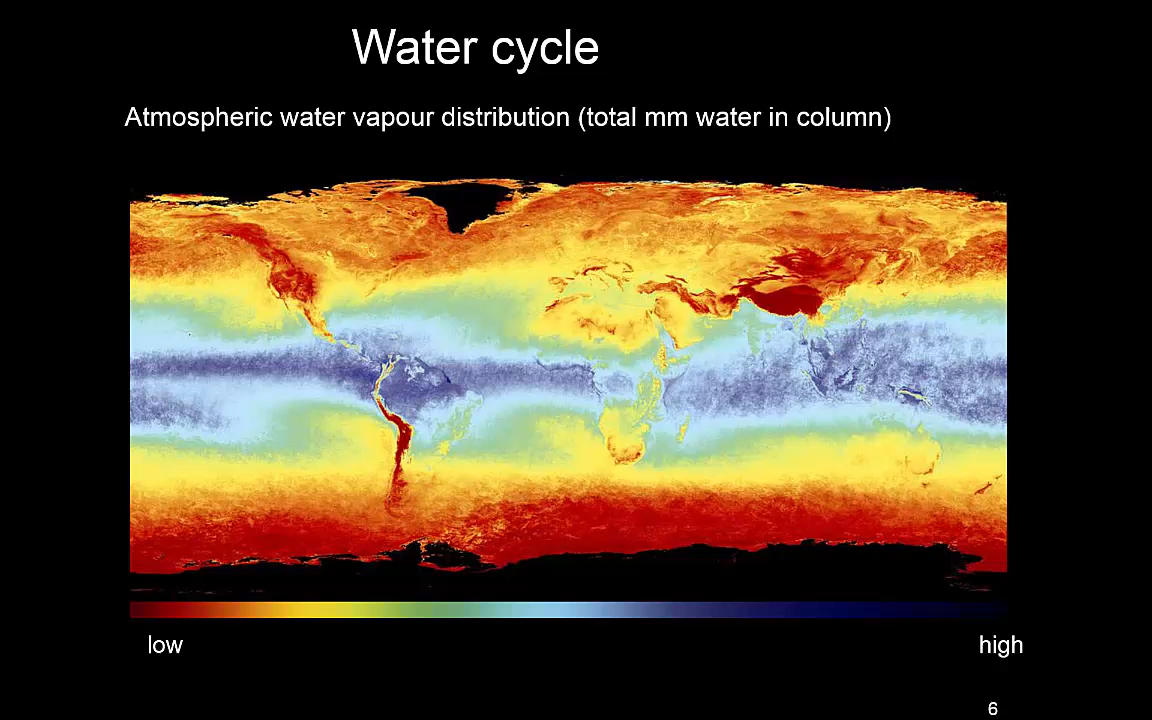 Water cycle
Atmospheric water vapour distribution (total mm water in column)
low high
6